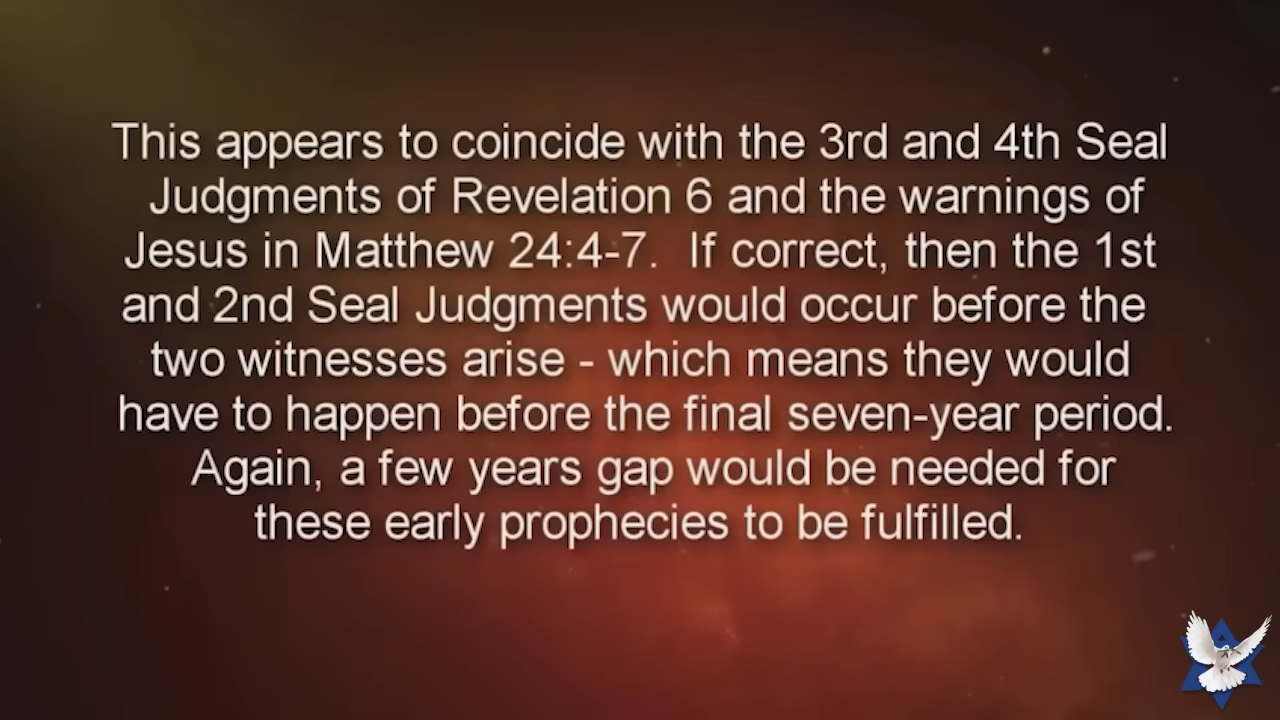 This appears to coincide with the 3rd and 4th Seal
Judgments of Revelation 6 and the warnings of
Jesus in Matthew 24:4-7.  If correct, then the 1st
and 2nd Seal Judgments would occur before the
two witnesses arise - which means they would
have to happen before the final seven-year period.
Again, a few years gap would be needed for
these early prophecies to be fulfilled.